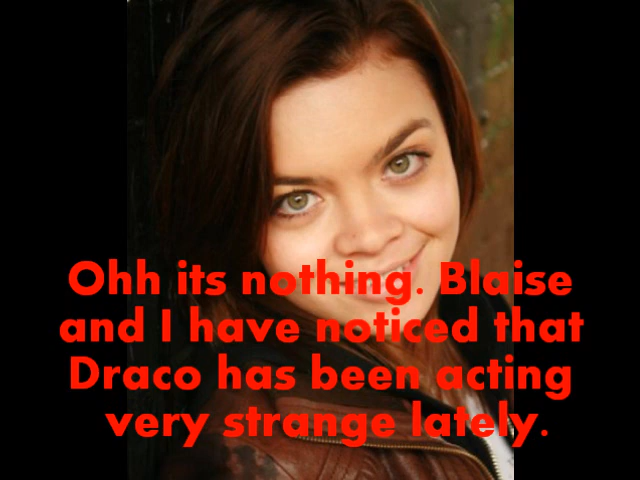 Ohh its nothing. Blaise
and I have noticed that
Draco has been acting
very strange lately.